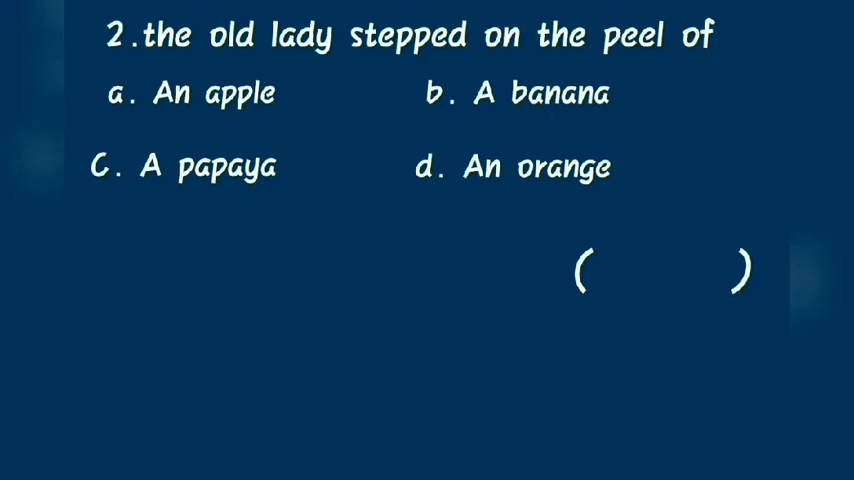 2.the old lady stepped on the peel of
a. An apple b. A banana
C. A papaya d. An orange
( )